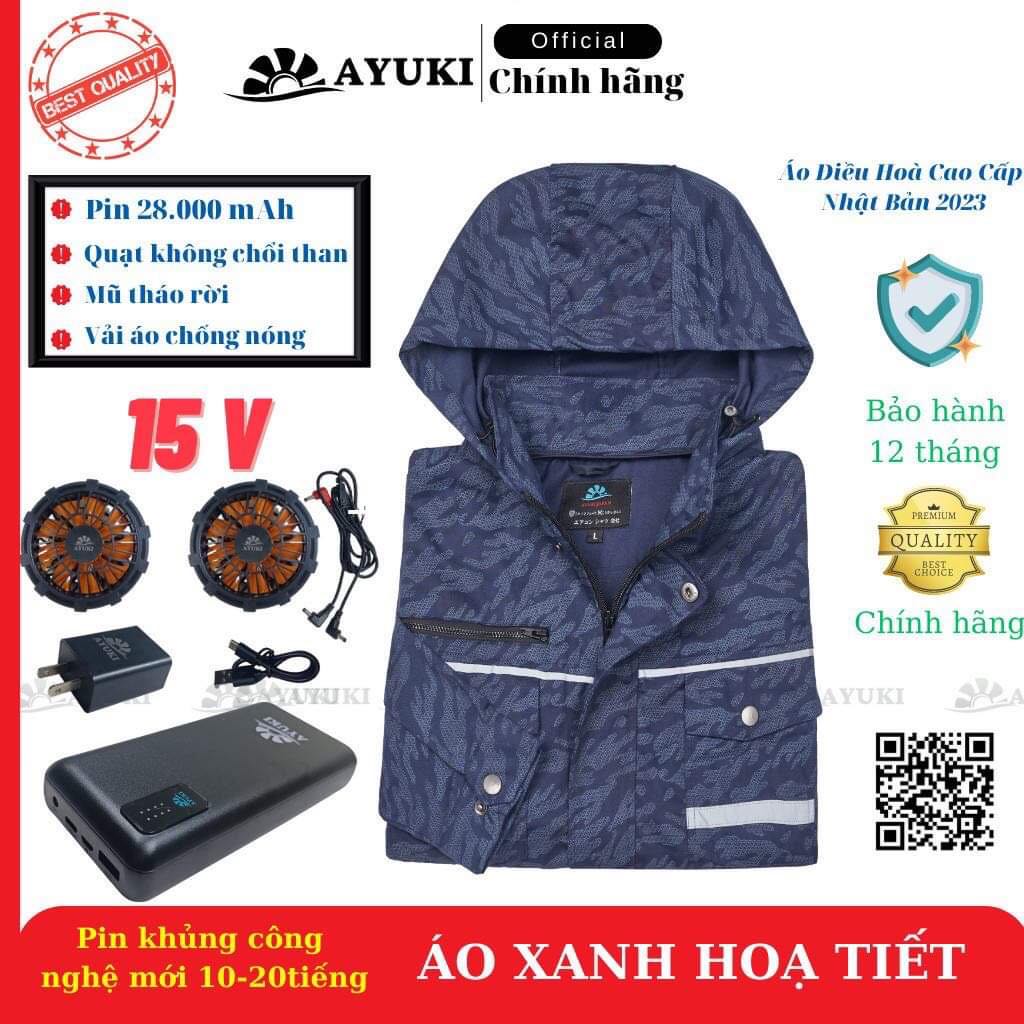 BEST QUALITY
AYUKI
Official
Chính hãng
Pin 28.000 mAh
Quạt không chổi than
Mũ tháo rời
Vải áo chống nóng
Áo Diều Hoà Cao Cấp
Nhật Bản 2023
15 V
AYUKI
AYUKI
AYUKI
AYUKI
L
Bảo hành
12 tháng
PREMIUM
QUALITY
BEST
CHOICE
Chính hãng
AYUKI
AYUKI
Pin khủng công
nghệ mới 10-20tiếng
ÁO XANH HOẠ TIẾT